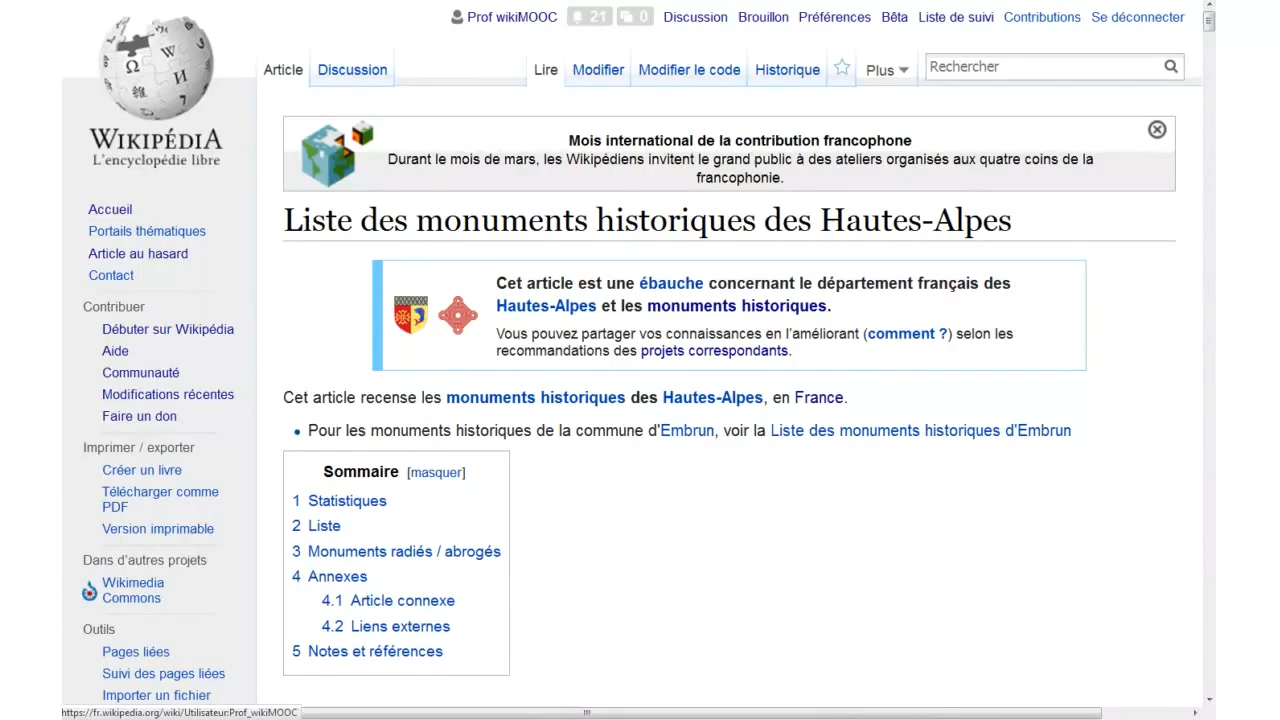 Prof wikiMOOC 21 0 Discussion Brouillon Préférences Bêta Liste de suivi Contributions Se déconnecter
Article Discussion Lire Modifier Modifier le code Historique Plus Rechercher
WIKIPÉDIA
L'encyclopédie libre
Mois international de la contribution francophone
Durant le mois de mars, les Wikipédiens invitent le grand public à des ateliers organisés aux quatre coins de la
francophonie.
Accueil
Portails thématiques
Article au hasard
Contact
Contribuer
Débuter sur Wikipédia
Aide
Communauté
Modifications récentes
Faire un don
Imprimer / exporter
Créer un livre
Télécharger comme
PDF
Version imprimable
Dans d'autres projets
Wikimedia
Commons
Outils
Pages liées
Suivi des pages liées
Importer un fichier
Liste des monuments historiques des Hautes-Alpes
Cet article est une ébauche concernant le département français des
Hautes-Alpes et les monuments historiques.
Vous pouvez partager vos connaissances en l'améliorant (comment ?) selon les
recommandations des projets correspondants.
Cet article recense les monuments historiques des Hautes-Alpes, en France.
• Pour les monuments historiques de la commune d'Embrun, voir la Liste des monuments historiques d'Embrun
Sommaire [masquer]
1 Statistiques
2 Liste
3 Monuments radiés / abrogés
4 Annexes
4.1 Article connexe
4.2 Liens externes
5 Notes et références
https://fr.wikipedia.org/wiki/Utilisateur:Prof_wikiMOOC